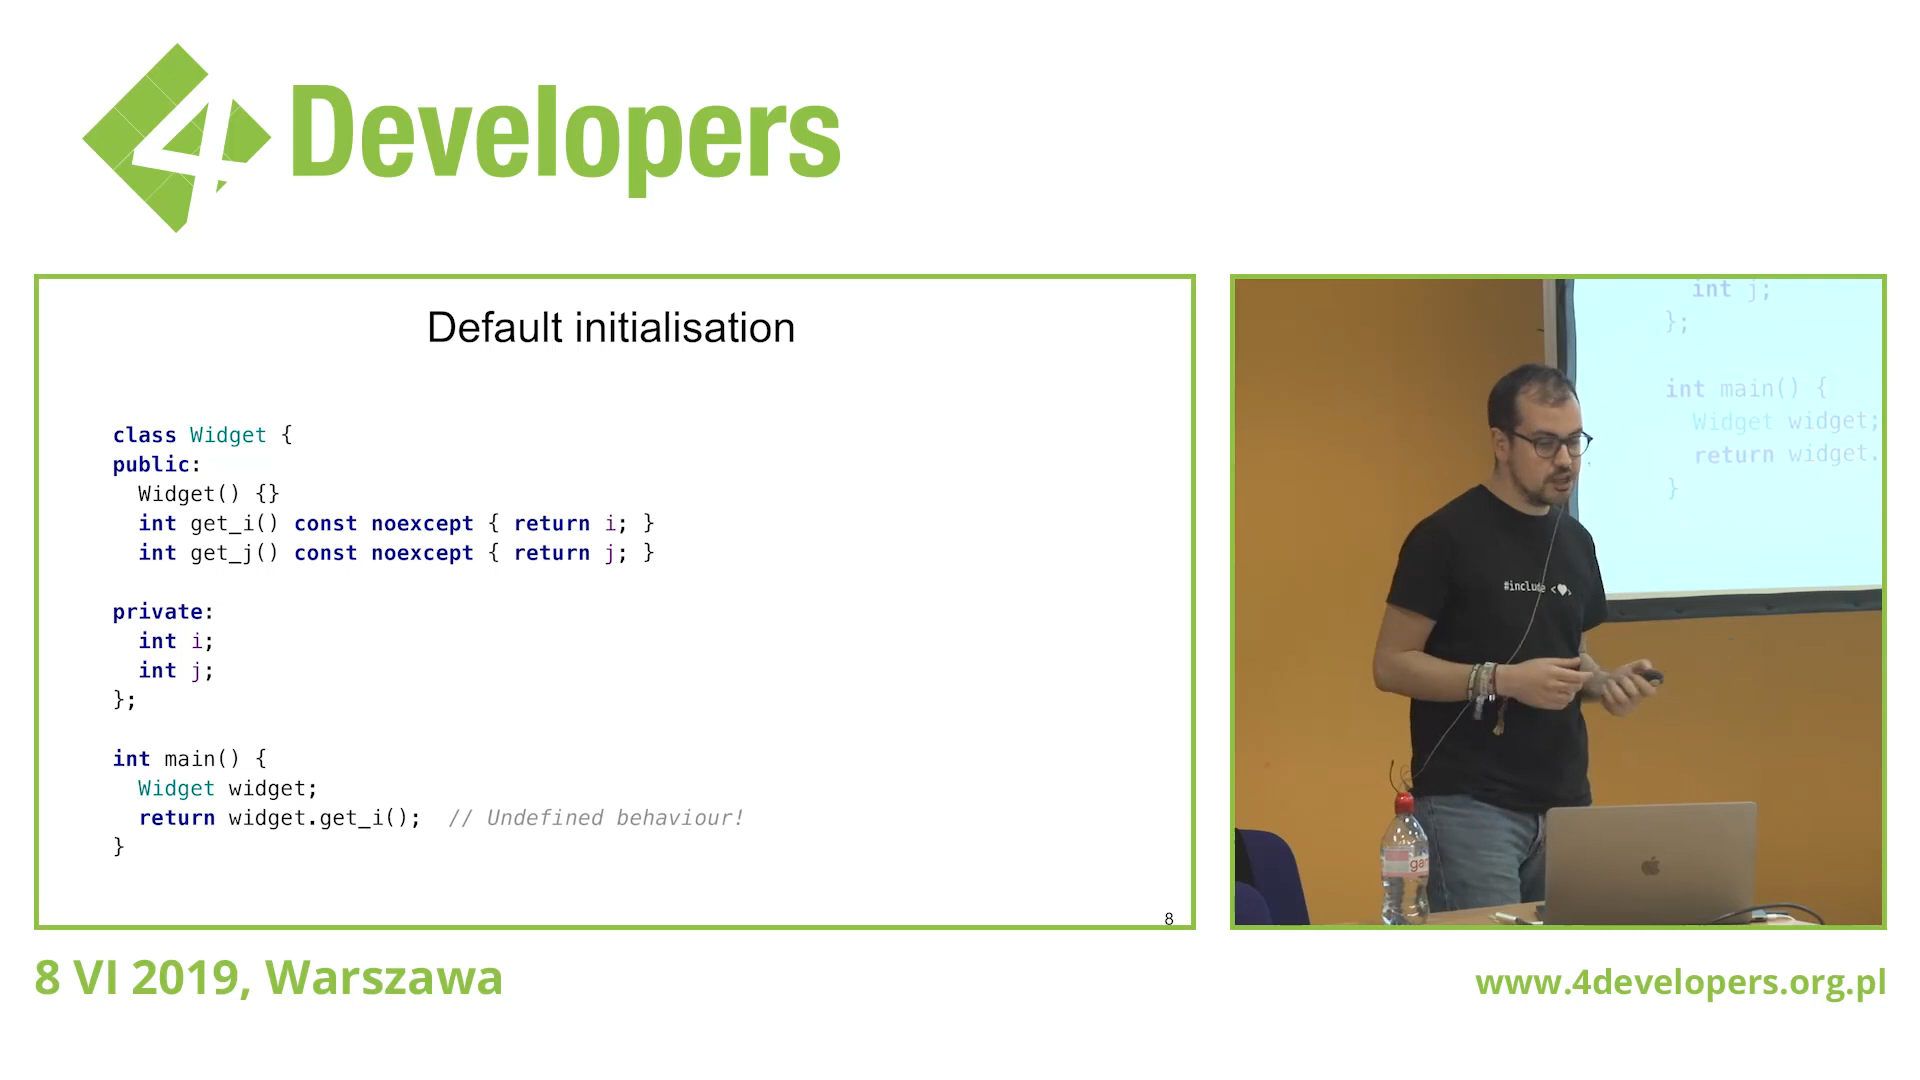 4 Developers
Default initialisation
class Widget {
public:
  Widget() {}
  int get_i() const noexcept { return i; }
  int get_j() const noexcept { return j; }
private:
  int i;
  int j;
};
int main() {
  Widget widget;
  return widget.get_i();  // Undefined behaviour!
}
8
int j;
};
int main() {
Widget widget;
return widget.
}
#include <♥>
8 VI 2019, Warszawa
www.4developers.org.pl